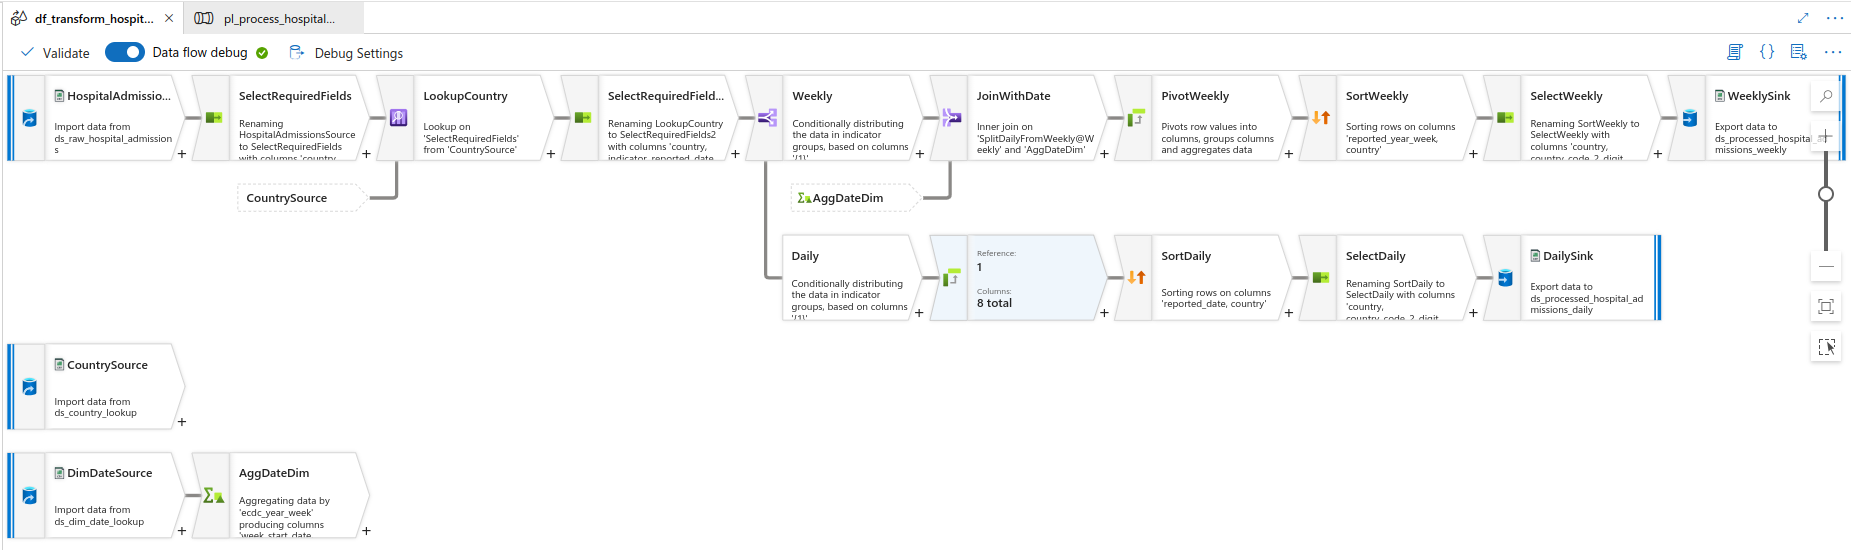 df_transform_hospit...
pl_process_hospital...
Validate
Data flow debug
Debug Settings
HospitalAdmissio...
Import data from
ds_raw_hospital_admission
s
SelectRequiredFields
Renaming
HospitalAdmissionsSource
to SelectRequiredFields
with columns 'country,
LookupCountry
Lookup on
'SelectRequiredFields'
from 'CountrySource'
SelectRequiredField...
Renaming LookupCountry
to SelectRequiredFields2
with columns 'country,
indicator, reported_date,
Weekly
Conditionally distributing
the data in indicator
groups, based on columns
JoinWithDate
Inner join on
'SplitDailyFromWeekly@W
eekly' and 'AggDateDim'
PivotWeekly
Pivots row values into
columns, groups columns
and aggregates data
SortWeekly
Sorting rows on columns
'reported_year_week,
country'
SelectWeekly
Renaming SortWeekly to
SelectWeekly with
columns 'country,
country_code_2_digit,
WeeklySink
Export data to
ds_processed_hospital_a
missions_weekly
CountrySource
AggDateDim
Daily
Conditionally distributing
the data in indicator
groups, based on columns
Reference:
1
Columns:
8 total
SortDaily
Sorting rows on columns
'reported_date, country'
SelectDaily
Renaming SortDaily to
SelectDaily with columns
'country,
country_code_2_digit,
DailySink
Export data to
ds_processed_hospital_ad
missions_daily
CountrySource
Import data from
ds_country_lookup
DimDateSource
Import data from
ds_dim_date_lookup
AggDateDim
Aggregating data by
'ecdc_year_week'
producing columns
'week_start_date,